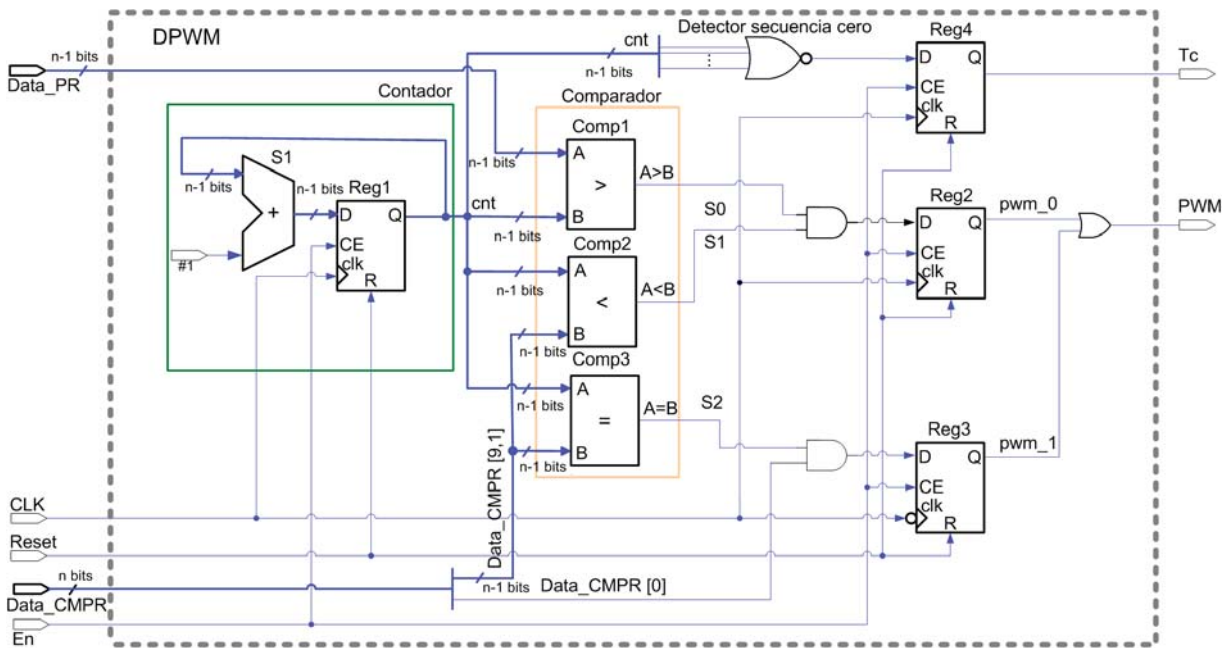 DPWM
Detector secuencia cero
cnt
n-1 bits
Reg4
D Q
CE
clk
R
Tc
n-1 bits
Data_PR
Contador
Comparador
S1
n-1 bits
+
n-1 bits
#1
Reg1
D Q
CE
clk
R
cnt
Comp1
n-1 bits
A
>
A>B
n-1 bits
B
S0
S1
Comp2
n-1 bits
A
<
A<B
n-1 bits
B
Comp3
n-1 bits
A
=
A=B
n-1 bits
B
S2
Reg2
D Q
CE
clk
R
pwm_0
PWM
Reg3
D Q
CE
clk
R
pwm_1
Data_CMPR [9,1]
CLK
Reset
n bits
Data_CMPR
n-1 bits
Data_CMPR [0]
En